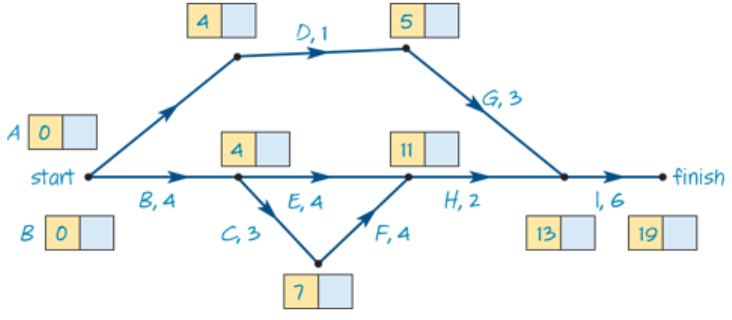 4
5
D, 1
G, 3
A 0
4
11
start
finish
B, 4
E, 4
H, 2
I, 6
B 0
C, 3
F, 4
13
19
7